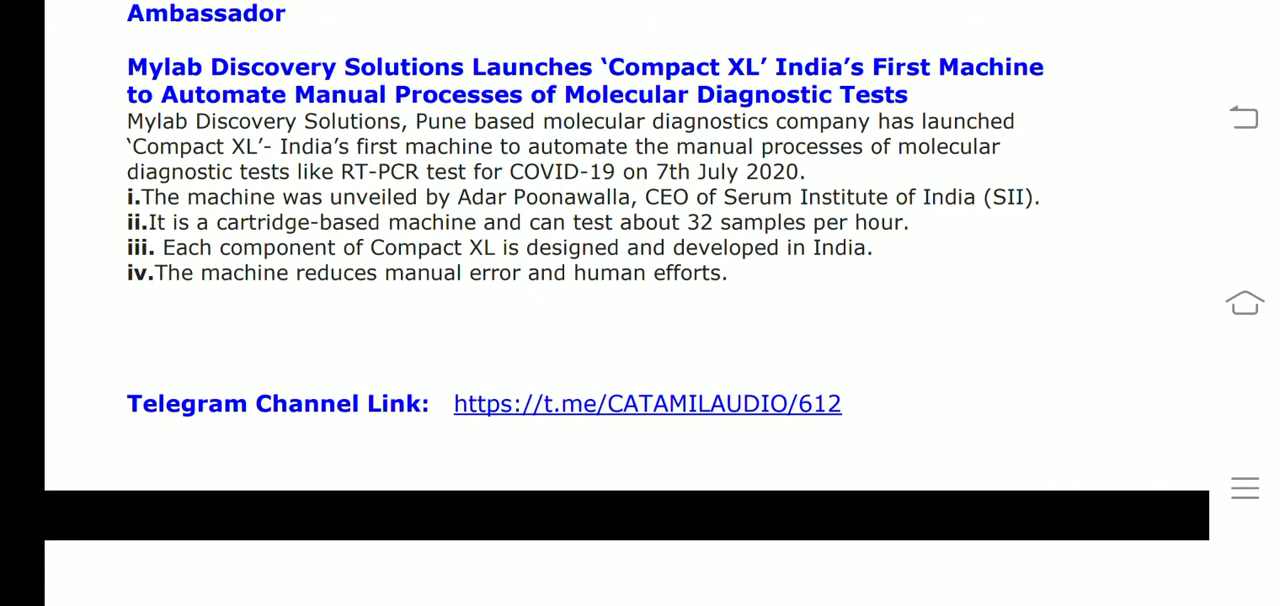 Ambassador
Mylab Discovery Solutions Launches ‘Compact XL’ India’s First Machine
to Automate Manual Processes of Molecular Diagnostic Tests
Mylab Discovery Solutions, Pune based molecular diagnostics company has launched
‘Compact XL’- India’s first machine to automate the manual processes of molecular
diagnostic tests like RT-PCR test for COVID-19 on 7th July 2020.
i.The machine was unveiled by Adar Poonawalla, CEO of Serum Institute of India (SII).
ii.It is a cartridge-based machine and can test about 32 samples per hour.
iii. Each component of Compact XL is designed and developed in India.
iv.The machine reduces manual error and human efforts.
Telegram Channel Link: https://t.me/CATAMILAUDIO/612